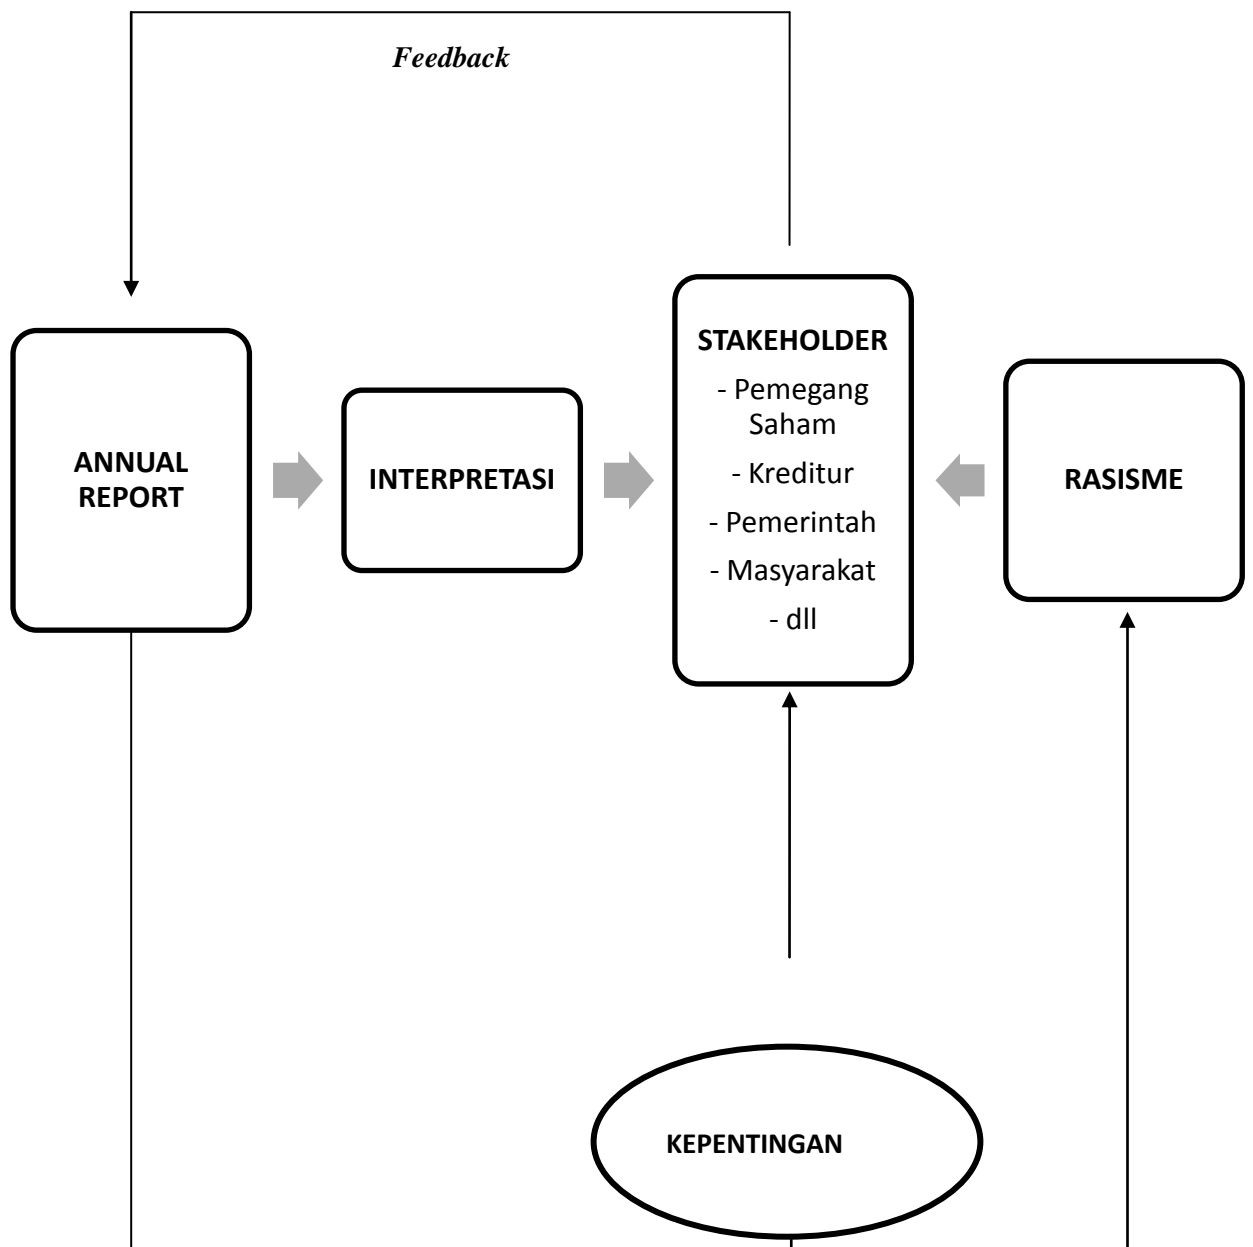 Feedback
ANNUAL
REPORT
INTERPRETASI
STAKEHOLDER
- Pemegang
Saham
- Kreditur
- Pemerintah
- Masyarakat
- dll
RASISME
KEPENTINGAN